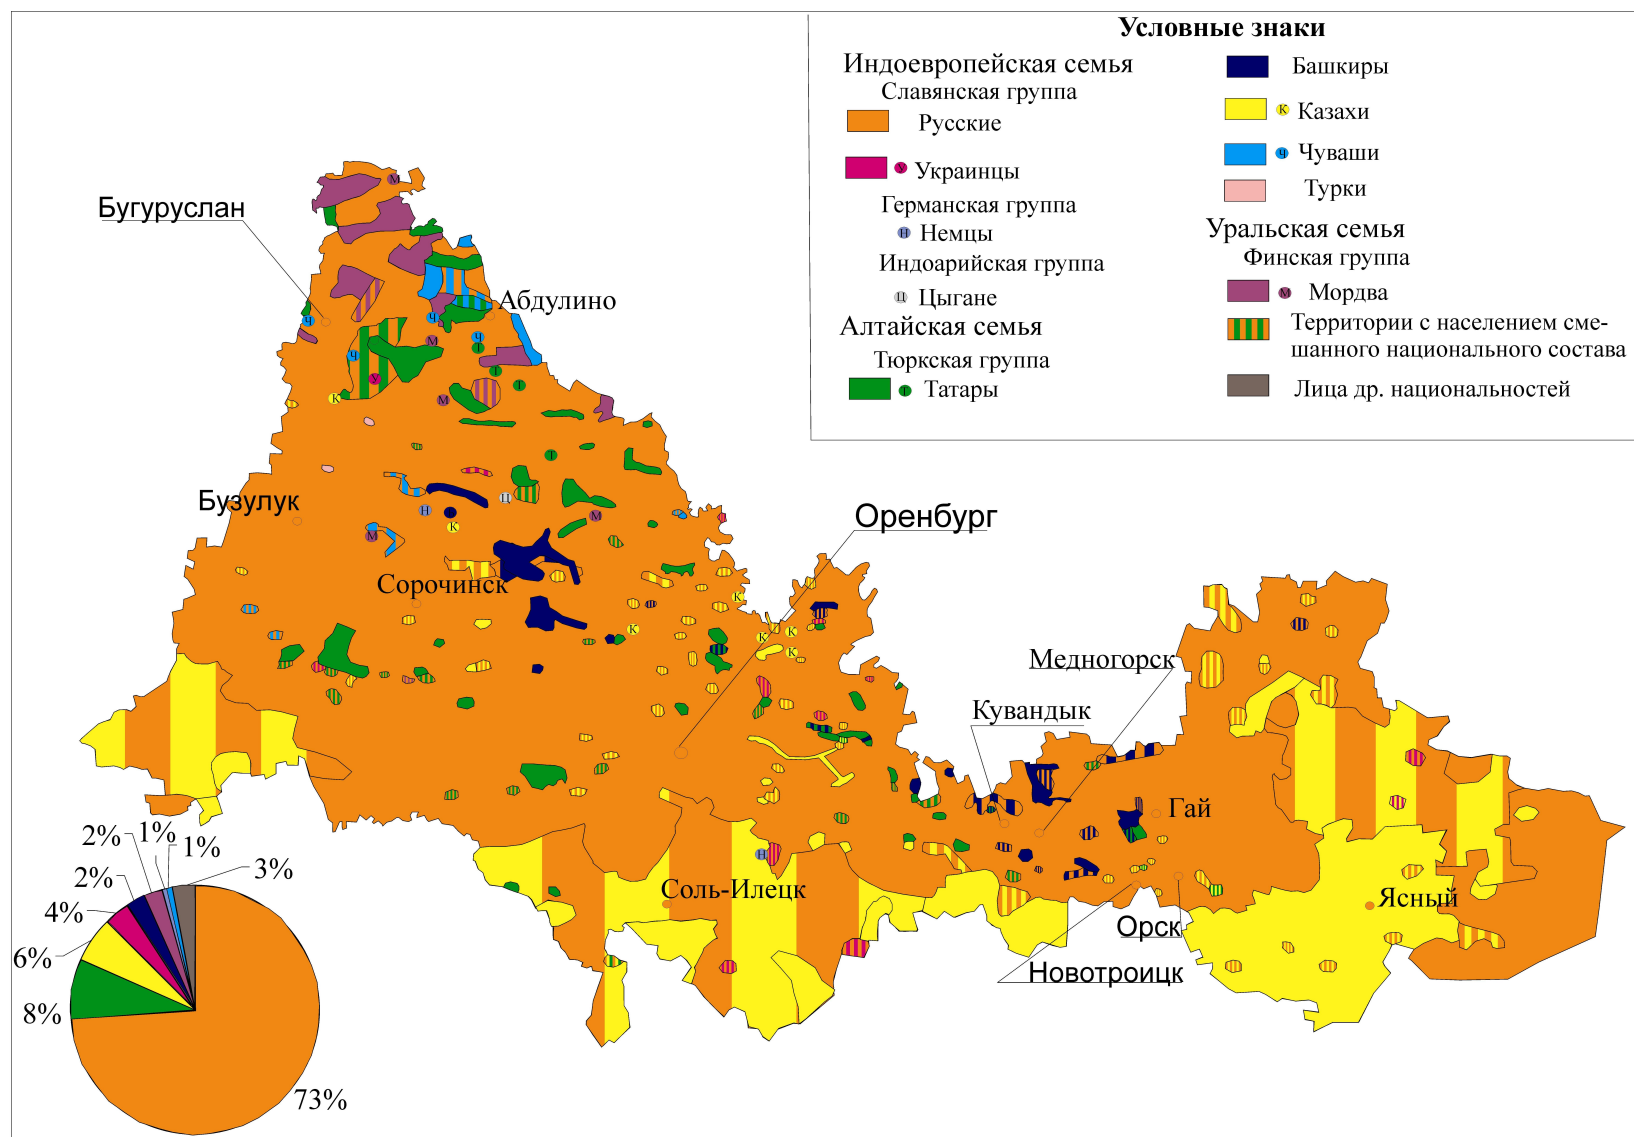 Условные знаки
Индоевропейская семья
Славянская группа
Русские
У Украинцы
Германская группа
Н Немцы
Индоарийская группа
Ц Цыгане
Алтайская семья
Тюркская группа
Т Татары
Башкиры
К Казахи
Ч Чуваши
Турки
Уральская семья
Финская группа
М Мордва
Территории с населением сме-
шанного национального состава
Лица др. национальностей
М
Бугуруслан
Абдулино
Ч
Ч
Ч
М
Т
Ч
Т
У
Т
К
М
Т
Бузулук
Ц
Н
К
М
М
Оренбург
Сорочинск
К
К
К
К
К
Медногорск
Кувандык
Гай
Н
Соль-Илецк
Ясный
Орск
Новотроицк
2%
1%
1%
2%
3%
4%
6%
8%
73%